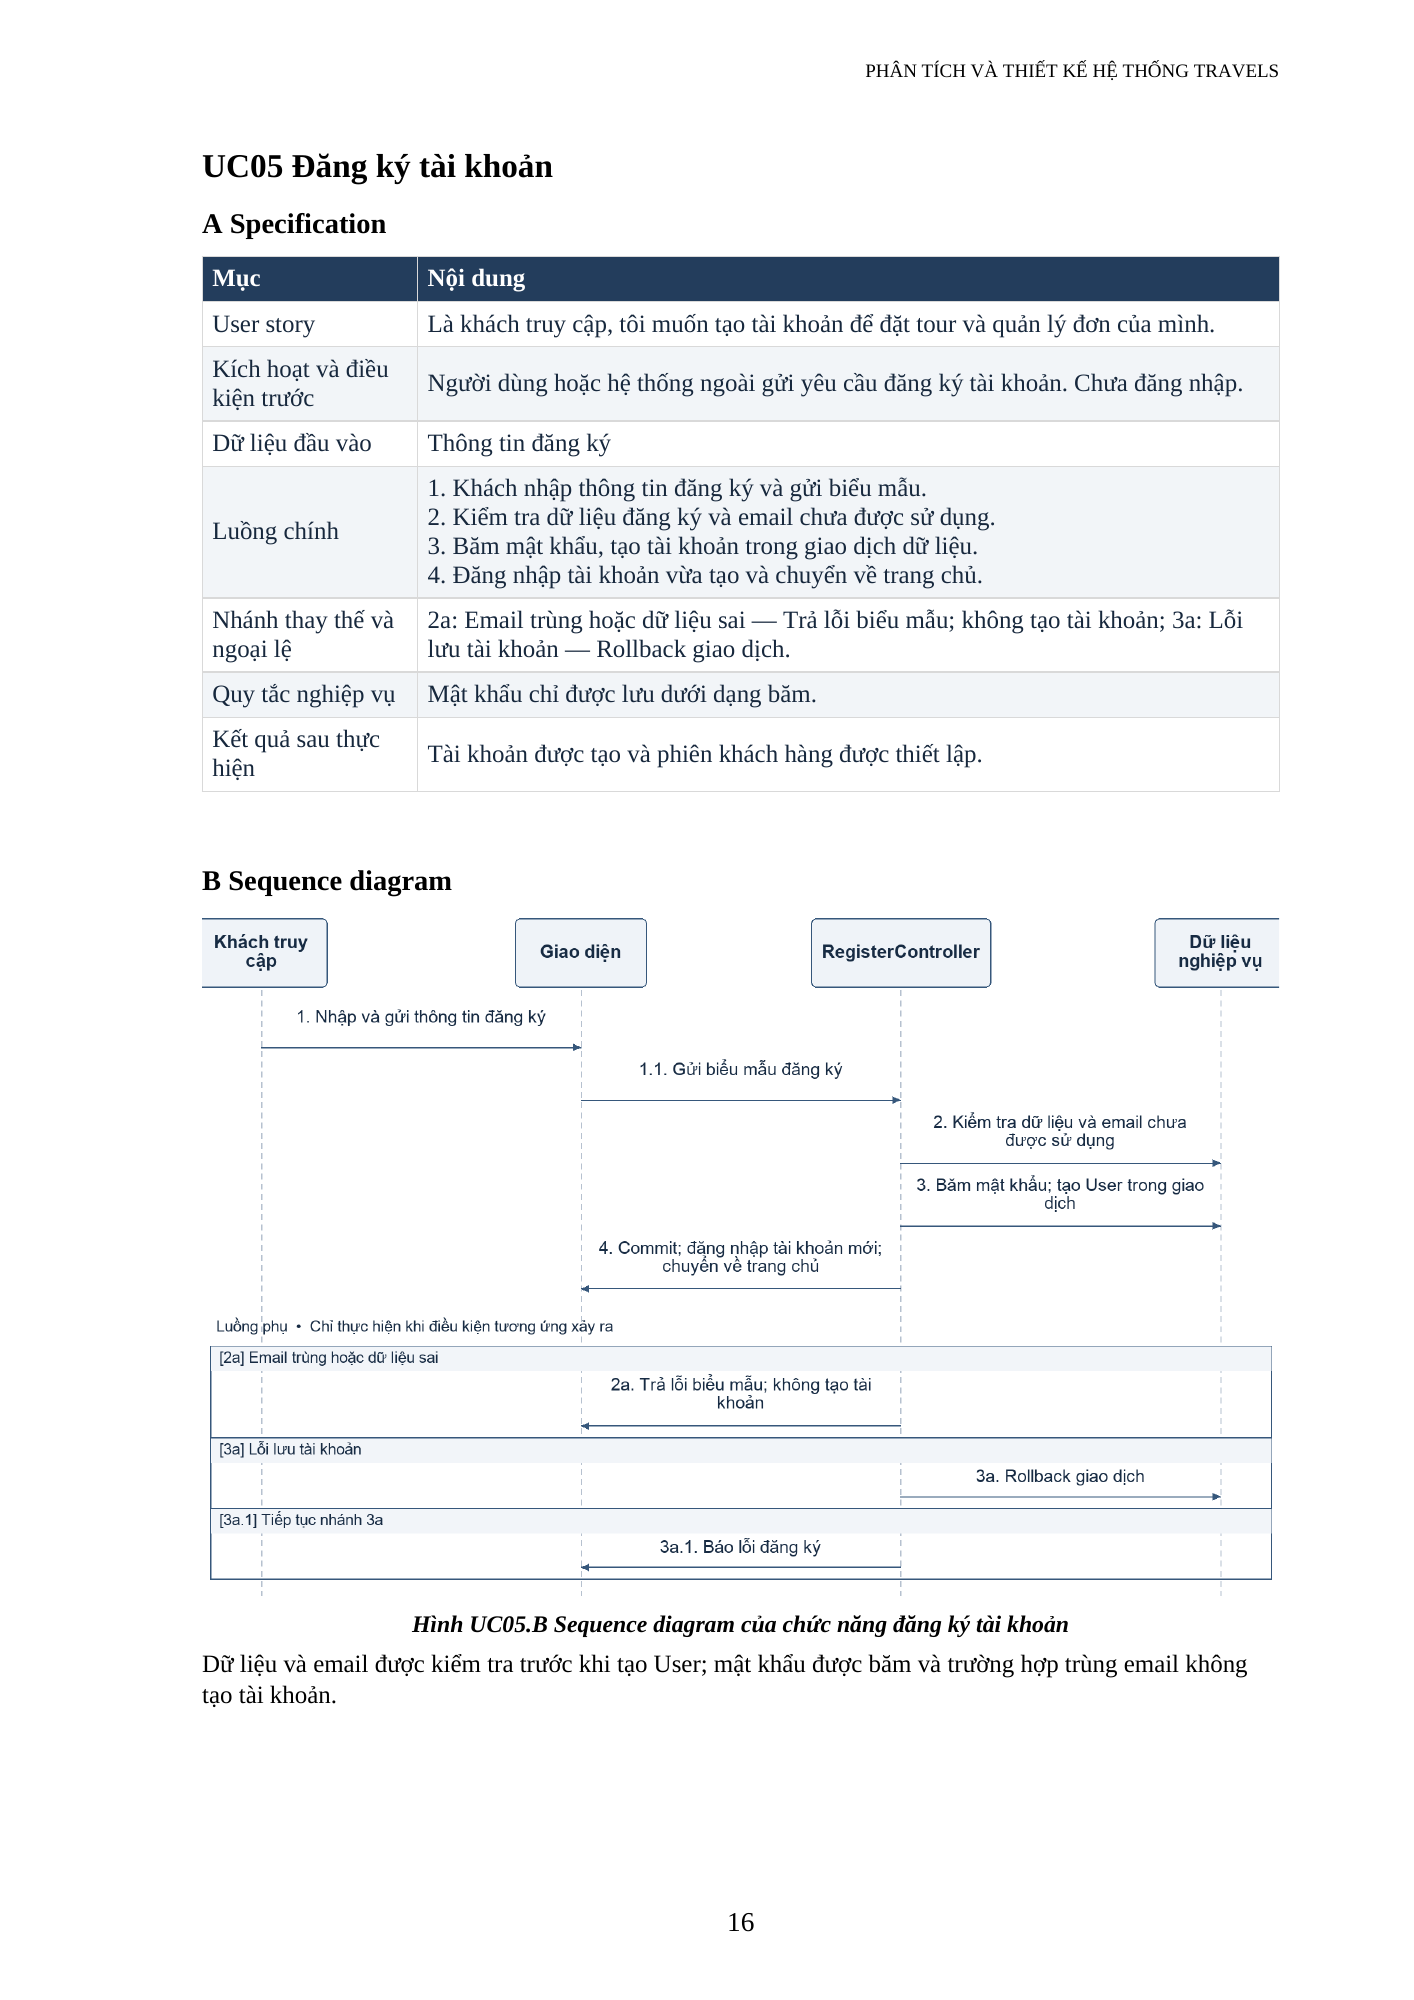 PHÂN TÍCH VÀ THIẾT KẾ HỆ THỐNG TRAVELS
UC05 Đăng ký tài khoản
A Specification
Mục
Nội dung
User story
Là khách truy cập, tôi muốn tạo tài khoản để đặt tour và quản lý đơn của mình.
Kích hoạt và điều
kiện trước
Người dùng hoặc hệ thống ngoài gửi yêu cầu đăng ký tài khoản. Chưa đăng nhập.
Dữ liệu đầu vào
Thông tin đăng ký
Luồng chính
1. Khách nhập thông tin đăng ký và gửi biểu mẫu.
2. Kiểm tra dữ liệu đăng ký và email chưa được sử dụng.
3. Băm mật khẩu, tạo tài khoản trong giao dịch dữ liệu.
4. Đăng nhập tài khoản vừa tạo và chuyển về trang chủ.
Nhánh thay thế và
ngoại lệ
2a: Email trùng hoặc dữ liệu sai — Trả lỗi biểu mẫu; không tạo tài khoản; 3a: Lỗi
lưu tài khoản — Rollback giao dịch.
Quy tắc nghiệp vụ
Mật khẩu chỉ được lưu dưới dạng băm.
Kết quả sau thực
hiện
Tài khoản được tạo và phiên khách hàng được thiết lập.
B Sequence diagram
Khách truy
cập
Giao diện
RegisterController
Dữ liệu
nghiệp vụ
1. Nhập và gửi thông tin đăng ký
1.1. Gửi biểu mẫu đăng ký
2. Kiểm tra dữ liệu và email chưa
được sử dụng
3. Băm mật khẩu; tạo User trong giao
dịch
4. Commit; đăng nhập tài khoản mới;
chuyển về trang chủ
Luồng phụ • Chỉ thực hiện khi điều kiện tương ứng xảy ra
[2a] Email trùng hoặc dữ liệu sai
2a. Trả lỗi biểu mẫu; không tạo tài
khoản
[3a] Lỗi lưu tài khoản
3a. Rollback giao dịch
[3a.1] Tiếp tục nhánh 3a
3a.1. Báo lỗi đăng ký
Hình UC05.B Sequence diagram của chức năng đăng ký tài khoản
Dữ liệu và email được kiểm tra trước khi tạo User; mật khẩu được băm và trường hợp trùng email không
tạo tài khoản.
16